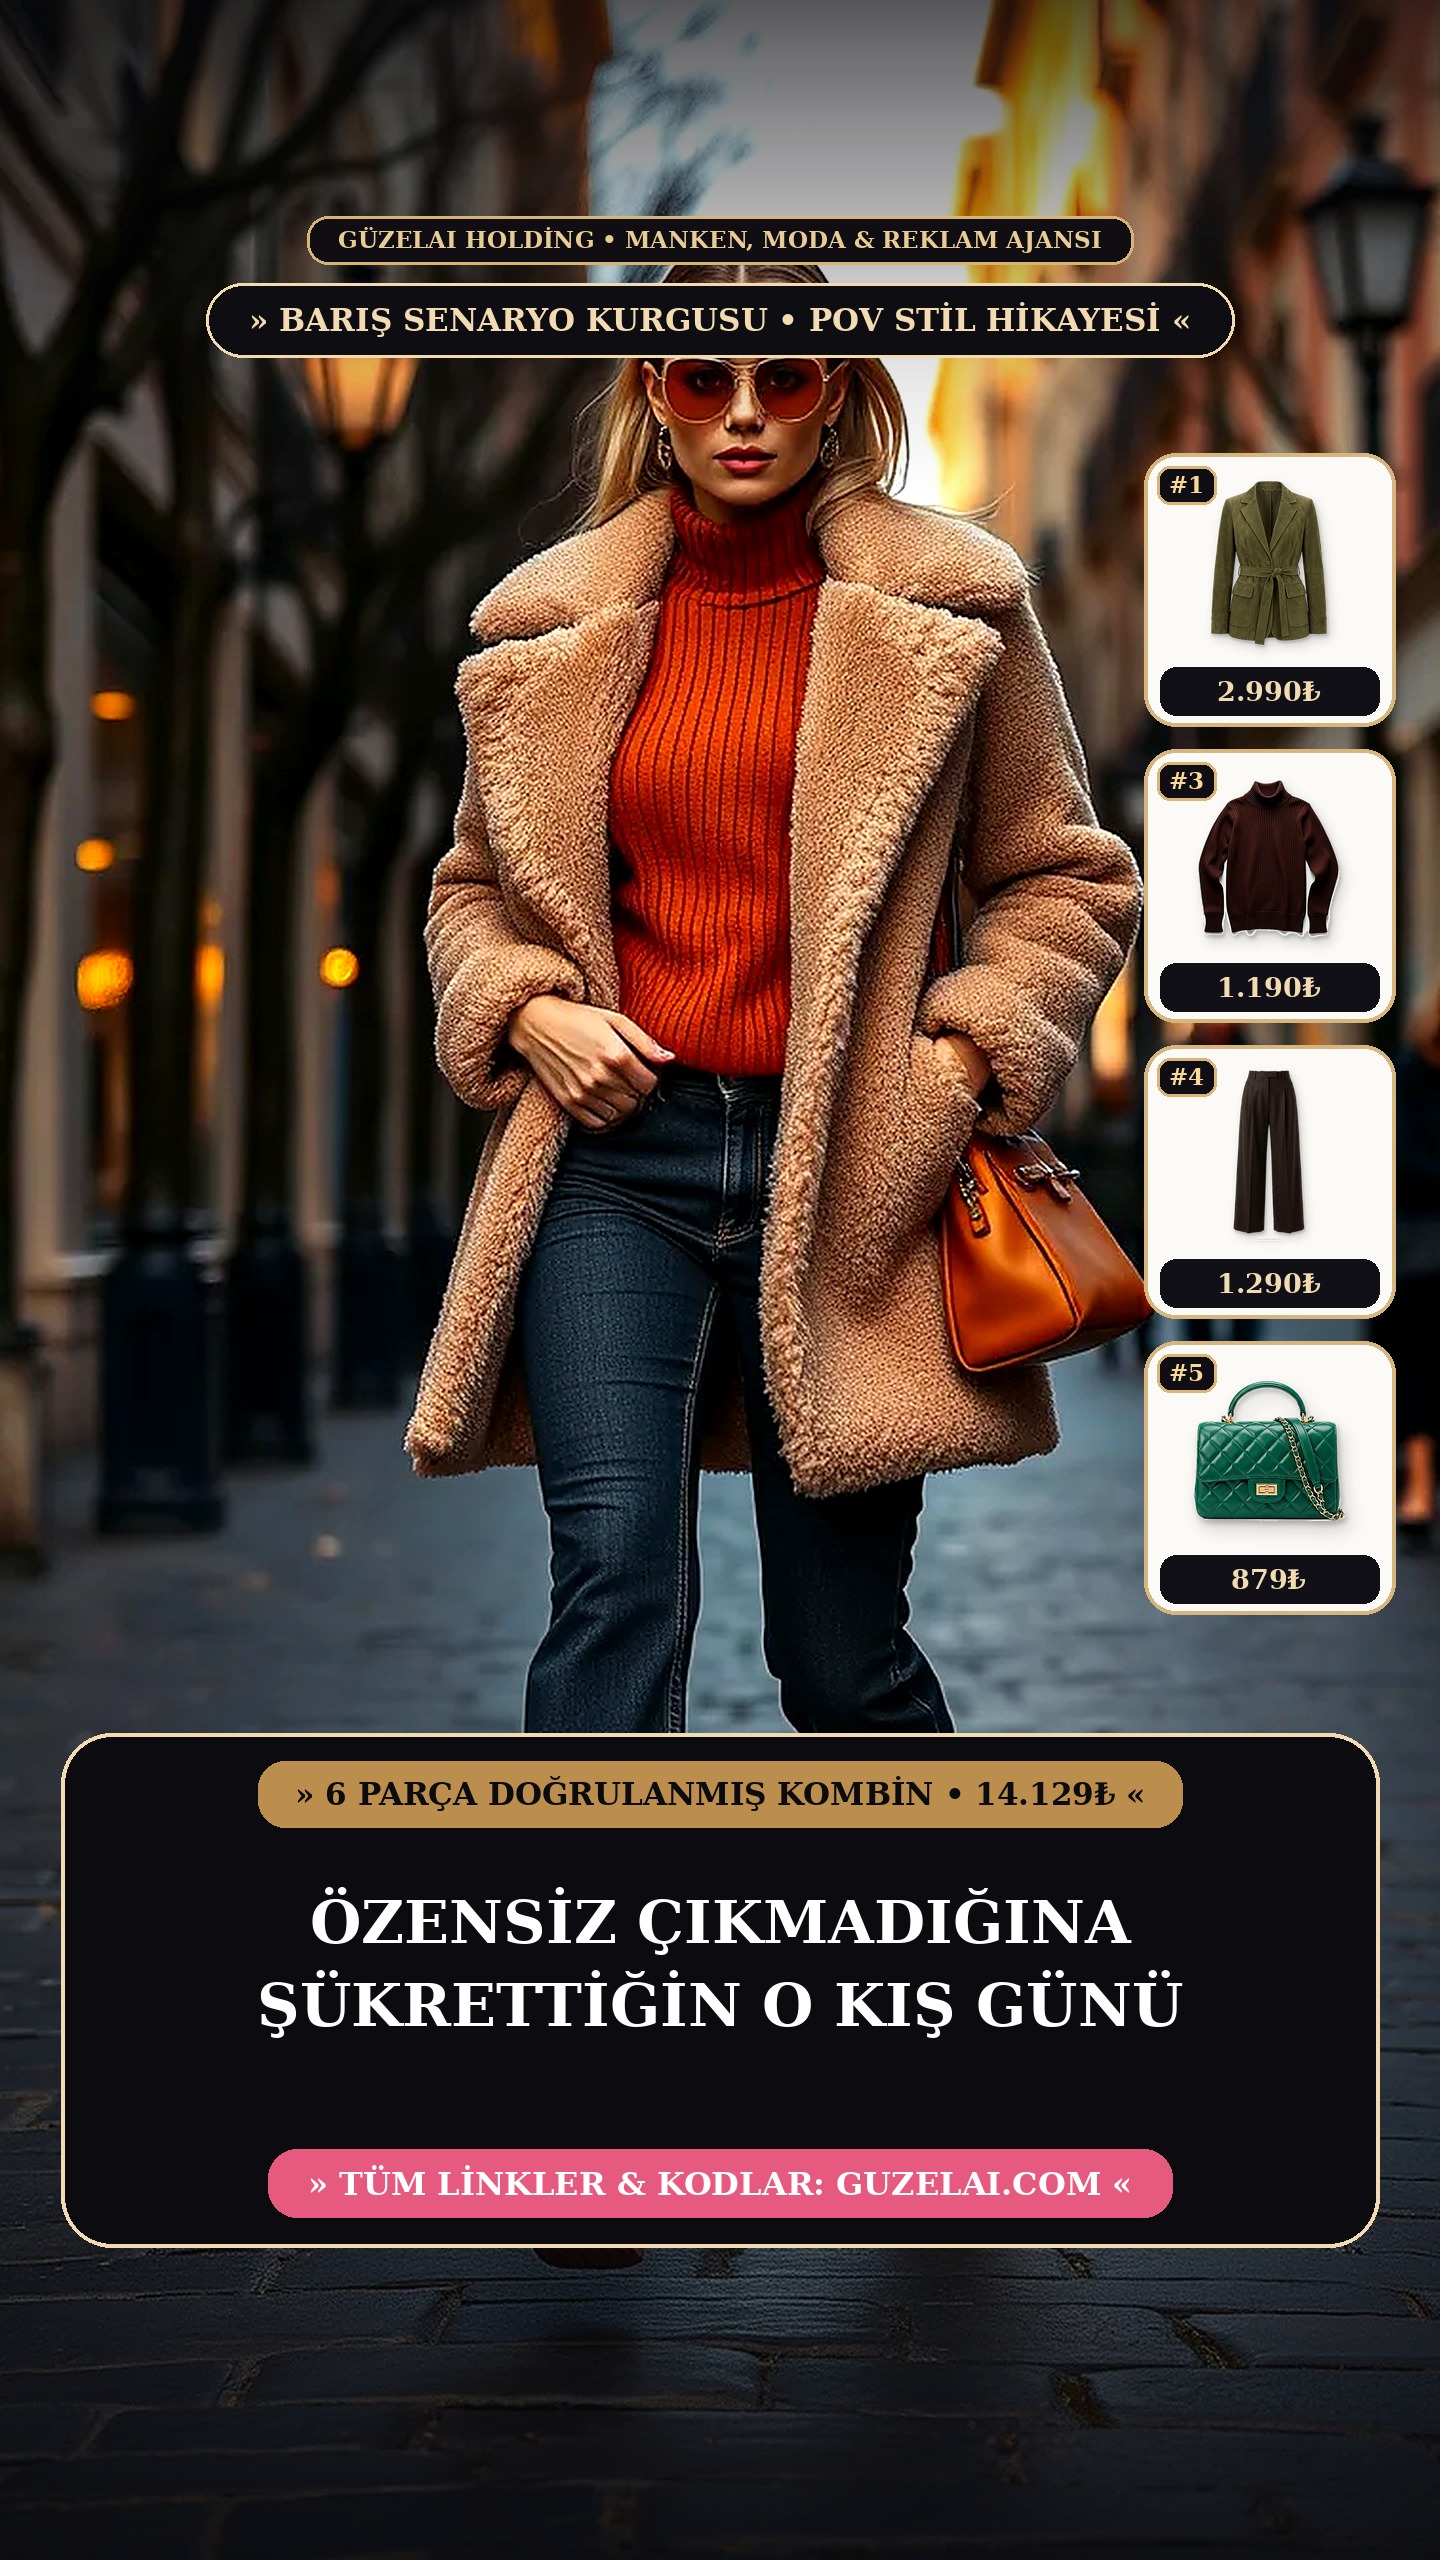 GÜZELAI HOLDİNG • MANKEN, MODA & REKLAM AJANSI
» BARIŞ SENARYO KURGUSU • POV STİL HİKAYESİ «
#1
2.990₺
#3
1.190₺
#4
1.290₺
#5
879₺
» 6 PARÇA DOĞRULANMIŞ KOMBİN • 14.129₺ «
ÖZENSİZ ÇIKMADIĞINA
ŞÜKRETTİĞİN O KIŞ GÜNÜ
» TÜM LİNKLER & KODLAR: GUZELAI.COM «